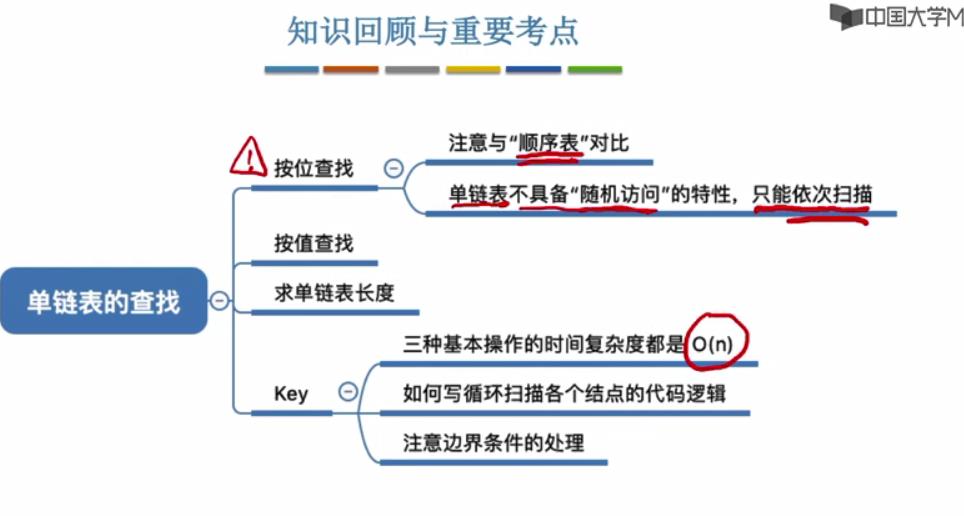 知识回顾与重要考点
中国大学M
注意与“顺序表”对比
按位查找
单链表不具备“随机访问”的特性，只能依次扫描
按值查找
单链表的查找
求单链表长度
三种基本操作的时间复杂度都是 O(n)
Key
如何写循环扫描各个结点的代码逻辑
注意边界条件的处理